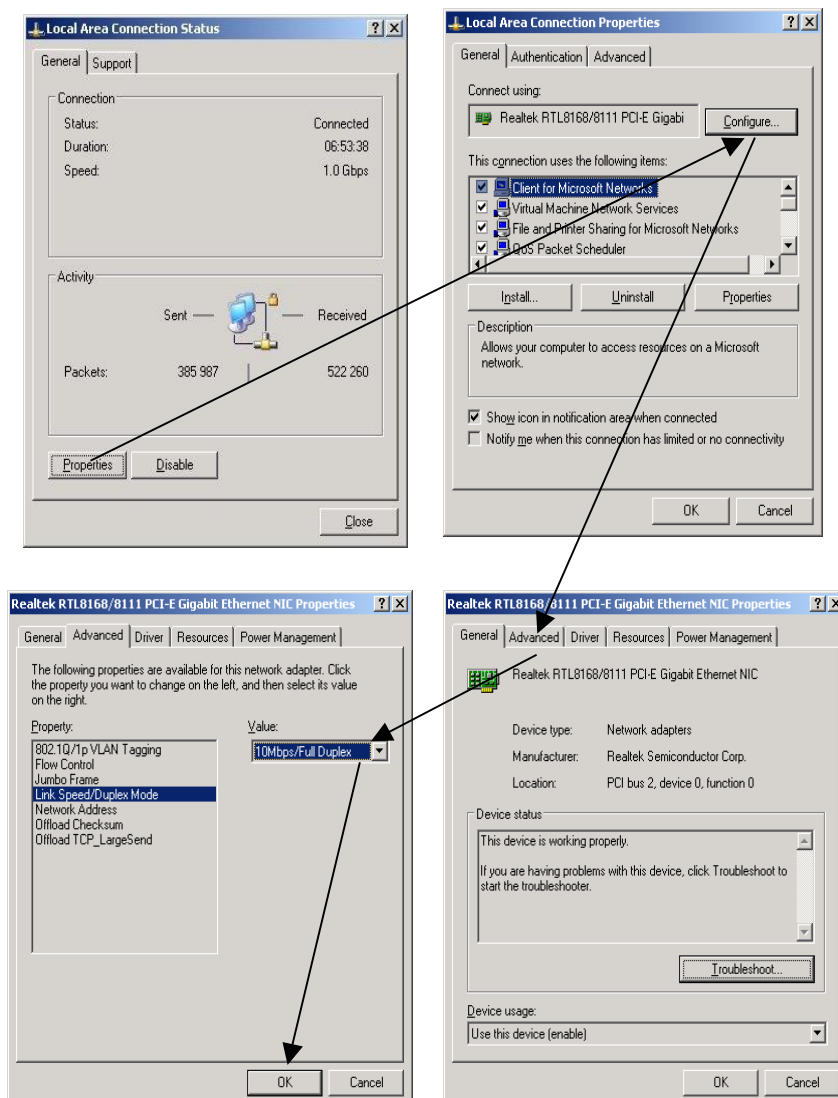 Local Area Connection Status
General Support
Connection
Status: Connected
Duration: 06:53:38
Speed: 1.0 Gbps
Activity
Sent — — Received
Packets: 385 987 | 522 260
Properties Disable
Close
Local Area Connection Properties
General Authentication Advanced
Connect using:
Realtek RTL8168/8111 PCI-E Gigabi Configure...
This connection uses the following items:
Client for Microsoft Networks
Virtual Machine Network Services
File and Printer Sharing for Microsoft Networks
QoS Packet Scheduler
Install... Uninstall Properties
Description
Allows your computer to access resources on a Microsoft
network.
Show icon in notification area when connected
Notify me when this connection has limited or no connectivity
OK Cancel
Realtek RTL8168/8111 PCI-E Gigabit Ethernet NIC Properties
General Advanced Driver Resources Power Management
The following properties are available for this network adapter. Click
the property you want to change on the left, and then select its value
on the right.
Property: Value:
802.1Q/1p VLAN Tagging 10Mbps/Full Duplex
Flow Control
Jumbo Frame
Link Speed/Duplex Mode
Network Address
Offload Checksum
Offload TCP_LargeSend
OK Cancel
Realtek RTL8168/8111 PCI-E Gigabit Ethernet NIC Properties
General Advanced Driver Resources Power Management
Realtek RTL8168/8111 PCI-E Gigabit Ethernet NIC
Device type: Network adapters
Manufacturer: Realtek Semiconductor Corp.
Location: PCI bus 2, device 0, function 0
Device status
This device is working properly.
If you are having problems with this device, click Troubleshoot to
start the troubleshooter.
Troubleshoot...
Device usage:
Use this device (enable)
OK Cancel